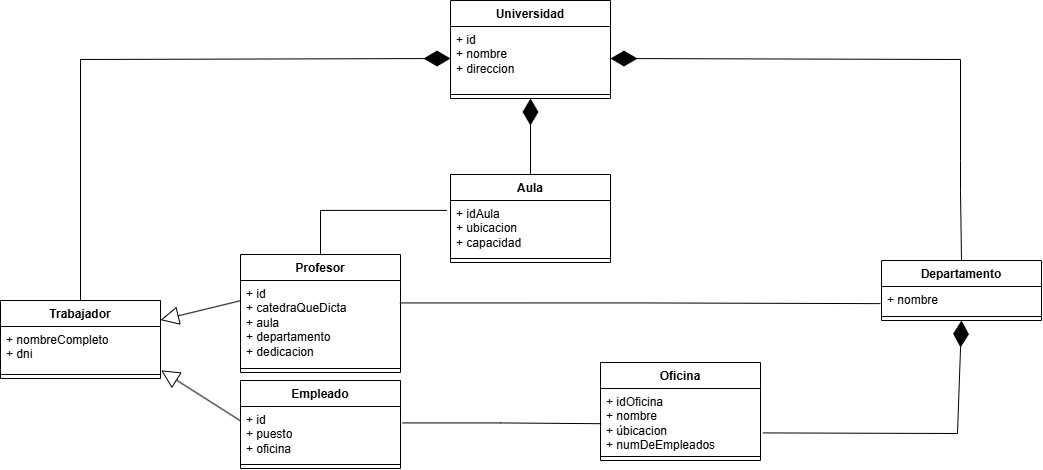 Universidad
+ id
+ nombre
+ direccion
Aula
+ idAula
+ ubicacion
+ capacidad
Profesor
+ id
+ catedraQueDicta
+ aula
+ departamento
+ dedicacion
Departamento
+ nombre
Trabajador
+ nombreCompleto
+ dni
Empleado
+ id
+ puesto
+ oficina
Oficina
+ idOficina
+ nombre
+ úbicacion
+ numDeEmpleados